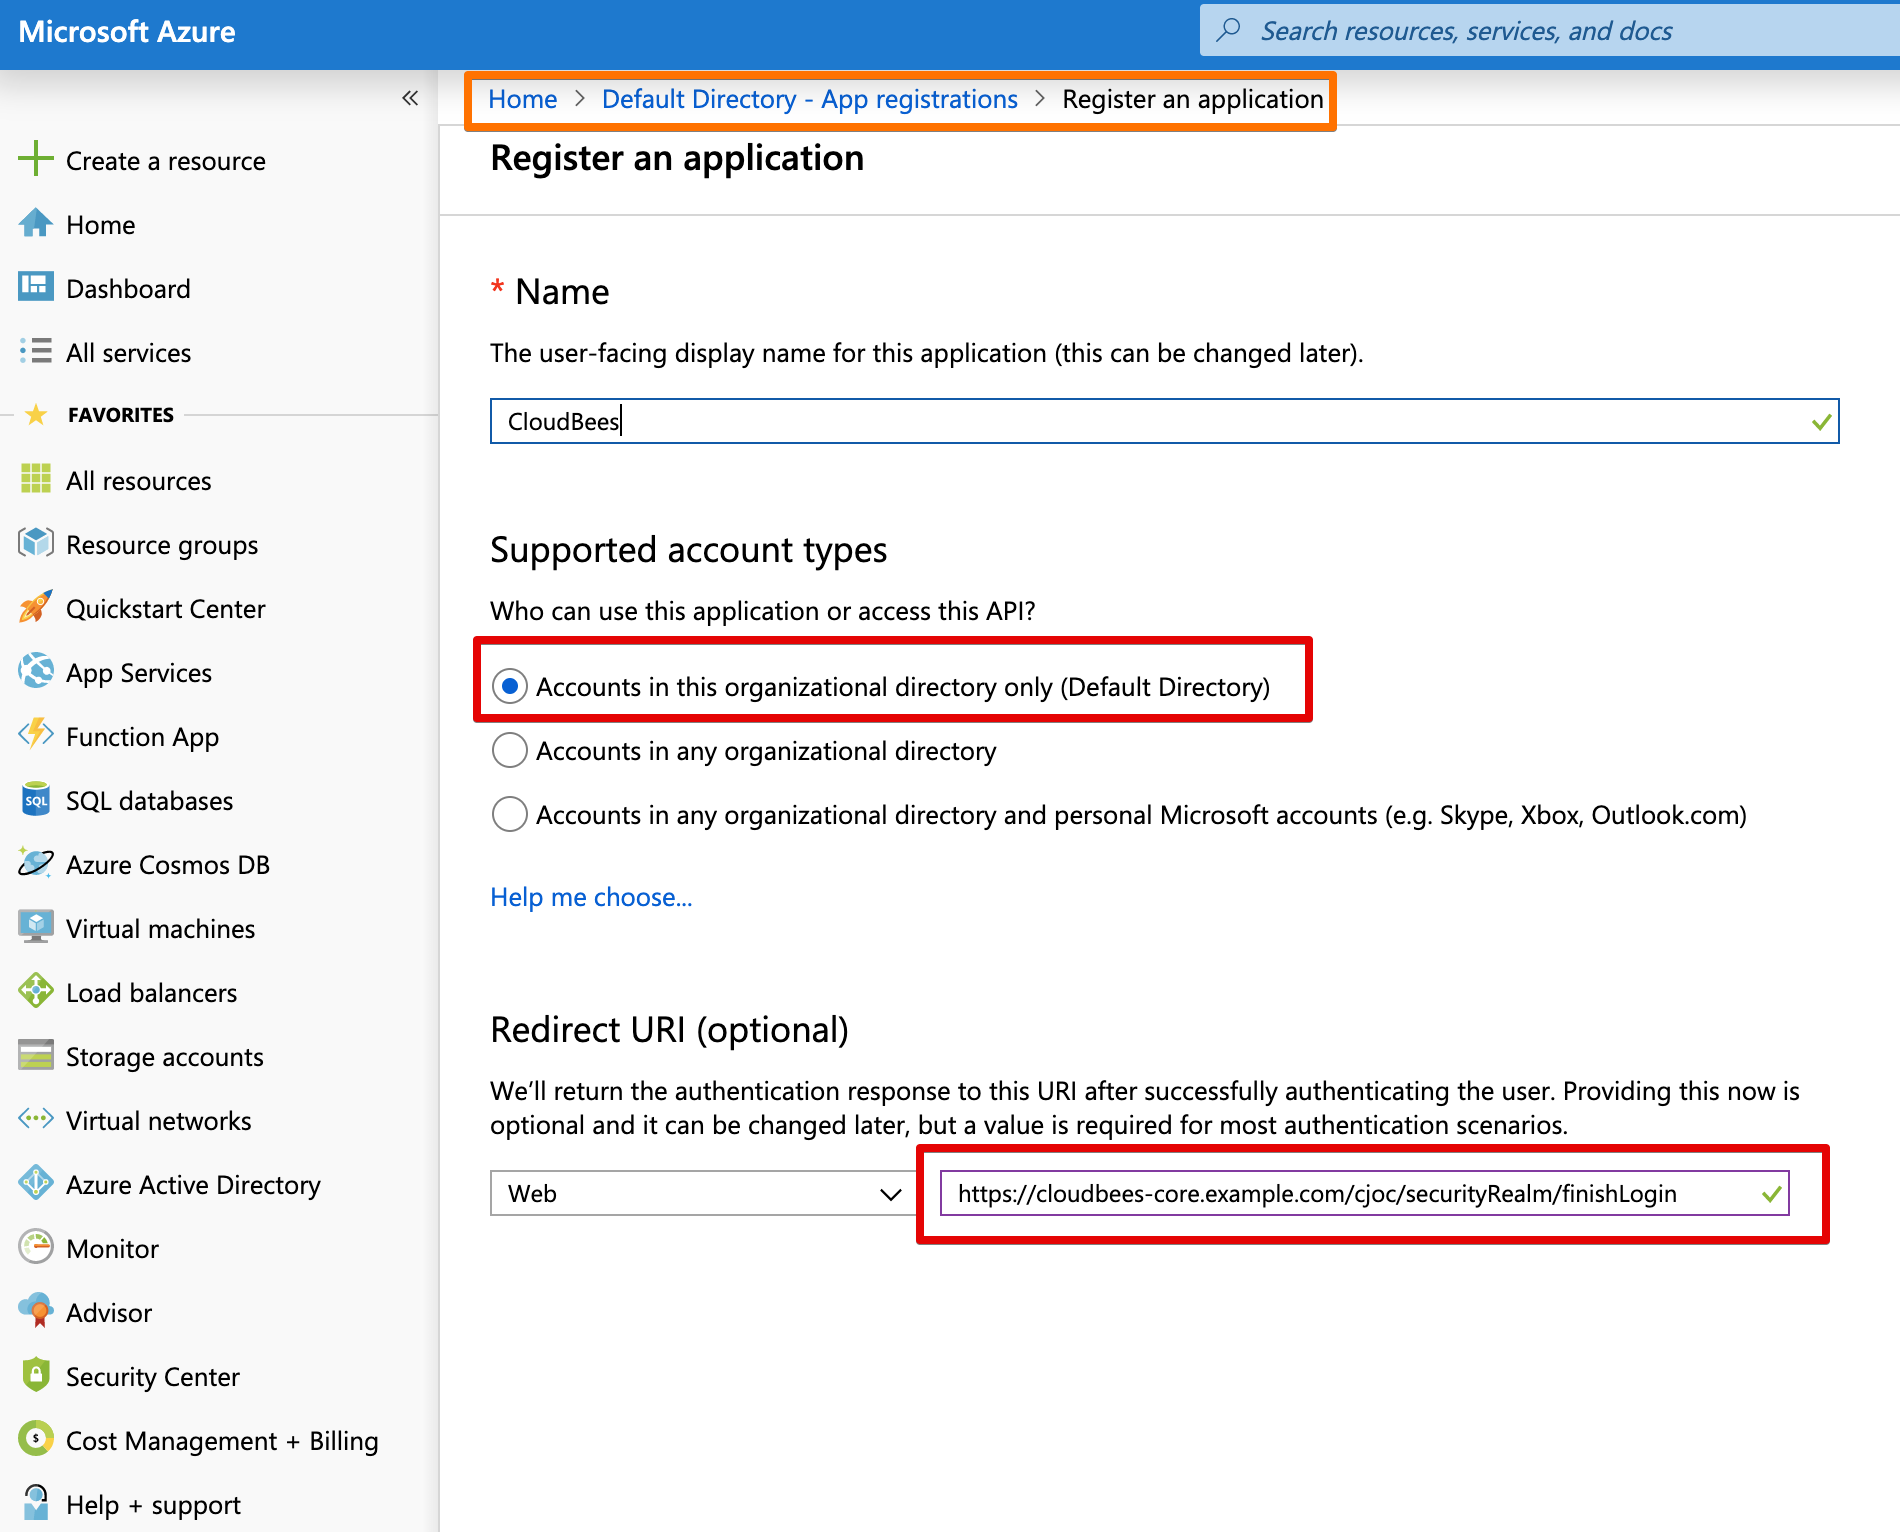 Microsoft Azure
Search resources, services, and docs
«
Home > Default Directory - App registrations > Register an application
Create a resource
Home
Dashboard
All services
FAVORITES
All resources
Resource groups
Quickstart Center
App Services
Function App
SQL
SQL databases
Azure Cosmos DB
Virtual machines
Load balancers
Storage accounts
Virtual networks
Azure Active Directory
Monitor
Advisor
Security Center
$
Cost Management + Billing
Help + support
Register an application
* Name
The user-facing display name for this application (this can be changed later).
CloudBees
Supported account types
Who can use this application or access this API?
Accounts in this organizational directory only (Default Directory)
Accounts in any organizational directory
Accounts in any organizational directory and personal Microsoft accounts (e.g. Skype, Xbox, Outlook.com)
Help me choose...
Redirect URI (optional)
We’ll return the authentication response to this URI after successfully authenticating the user. Providing this now is
optional and it can be changed later, but a value is required for most authentication scenarios.
Web
https://cloudbees-core.example.com/cjoc/securityRealm/finishLogin